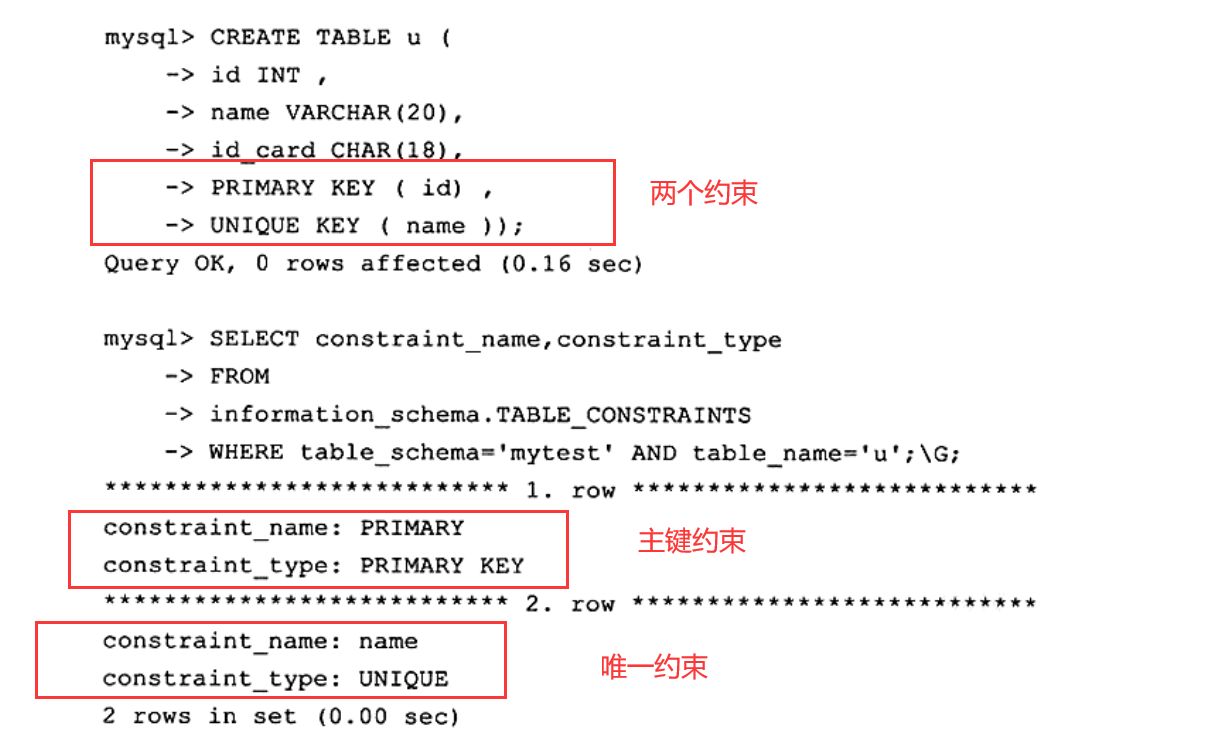 mysql> CREATE TABLE u (
-> id INT ,
-> name VARCHAR(20),
-> id_card CHAR(18),
-> PRIMARY KEY ( id) ,
两个约束
-> UNIQUE KEY ( name ));
Query OK, 0 rows affected (0.16 sec)
mysql> SELECT constraint_name,constraint_type
-> FROM
-> information_schema.TABLE_CONSTRAINTS
-> WHERE table_schema='mytest' AND table_name='u';\G;
*************************** 1. row ***************************
constraint_name: PRIMARY
主键约束
constraint_type: PRIMARY KEY
*************************** 2. row ***************************
constraint_name: name
唯一约束
constraint_type: UNIQUE
2 rows in set (0.00 sec)